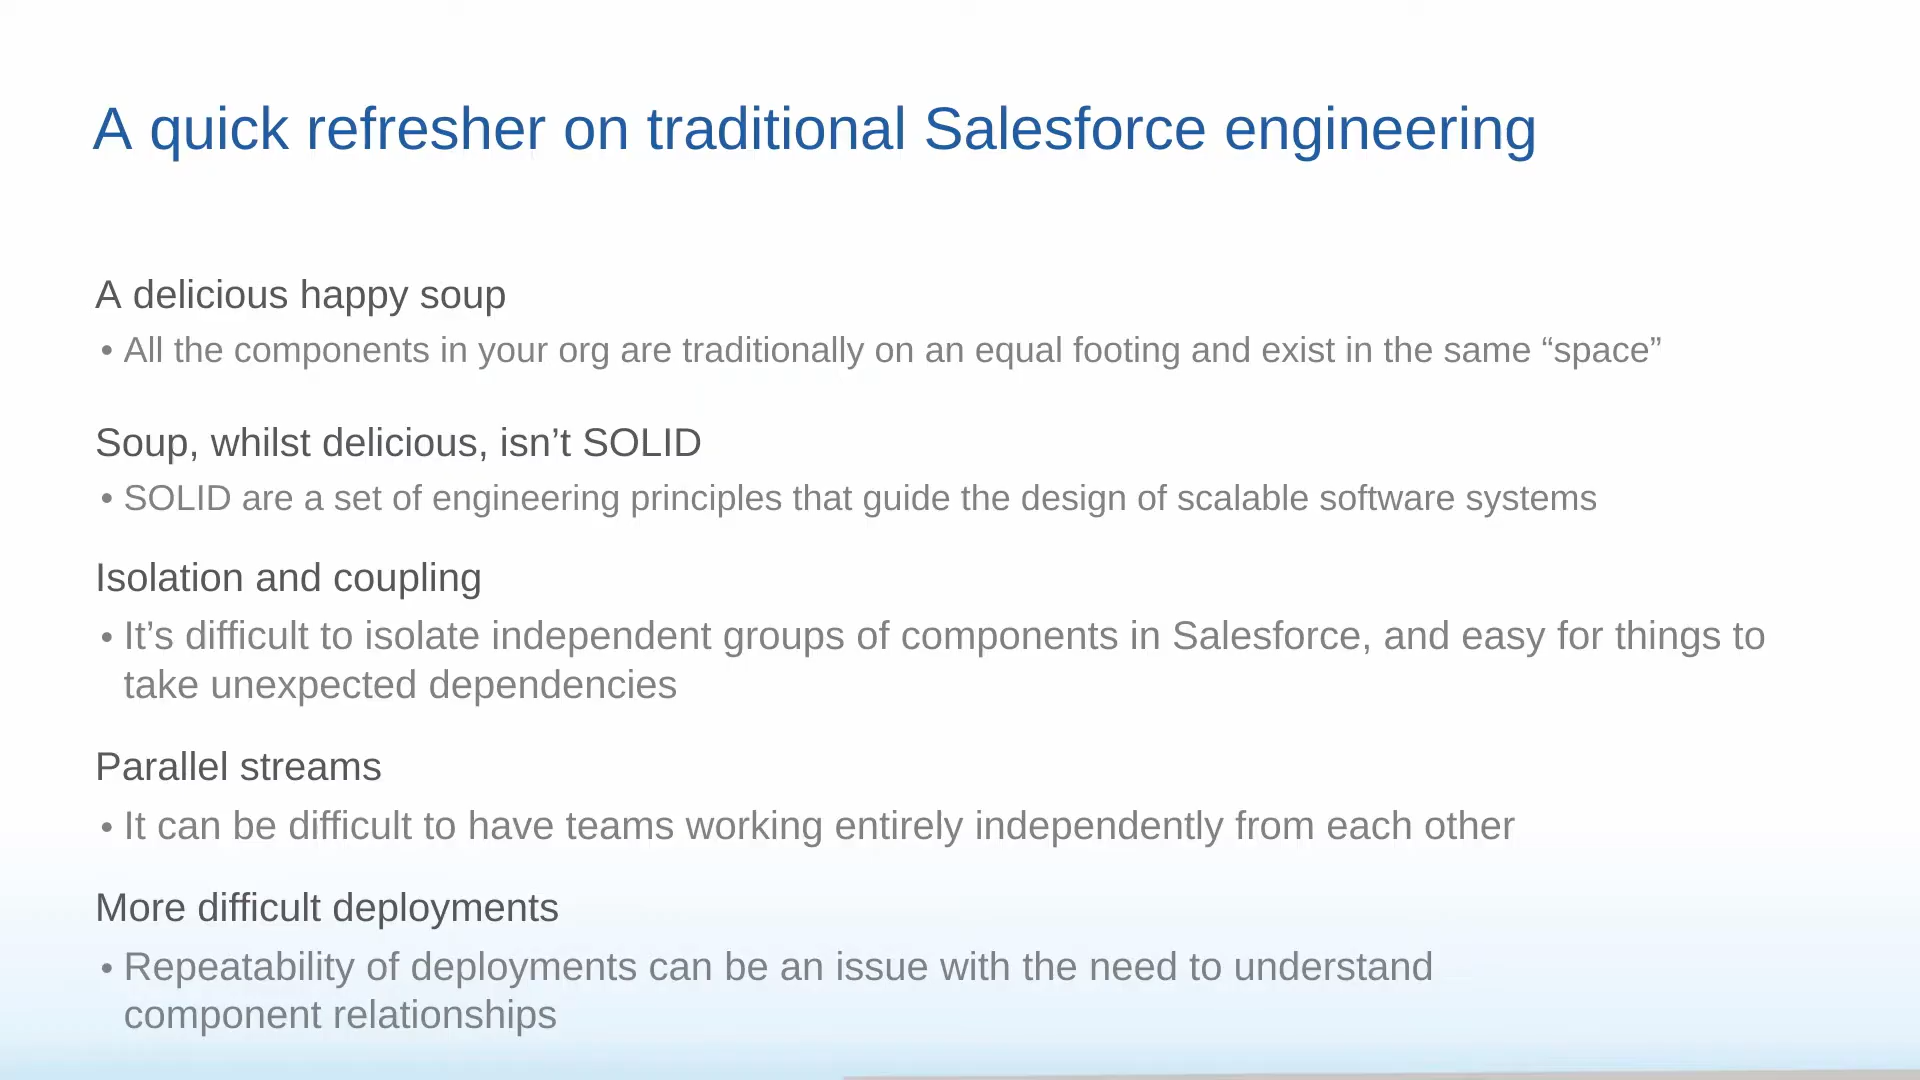 A quick refresher on traditional Salesforce engineering
A delicious happy soup
• All the components in your org are traditionally on an equal footing and exist in the same “space”
Soup, whilst delicious, isn’t SOLID
• SOLID are a set of engineering principles that guide the design of scalable software systems
Isolation and coupling
• It’s difficult to isolate independent groups of components in Salesforce, and easy for things to
take unexpected dependencies
Parallel streams
• It can be difficult to have teams working entirely independently from each other
More difficult deployments
• Repeatability of deployments can be an issue with the need to understand
component relationships